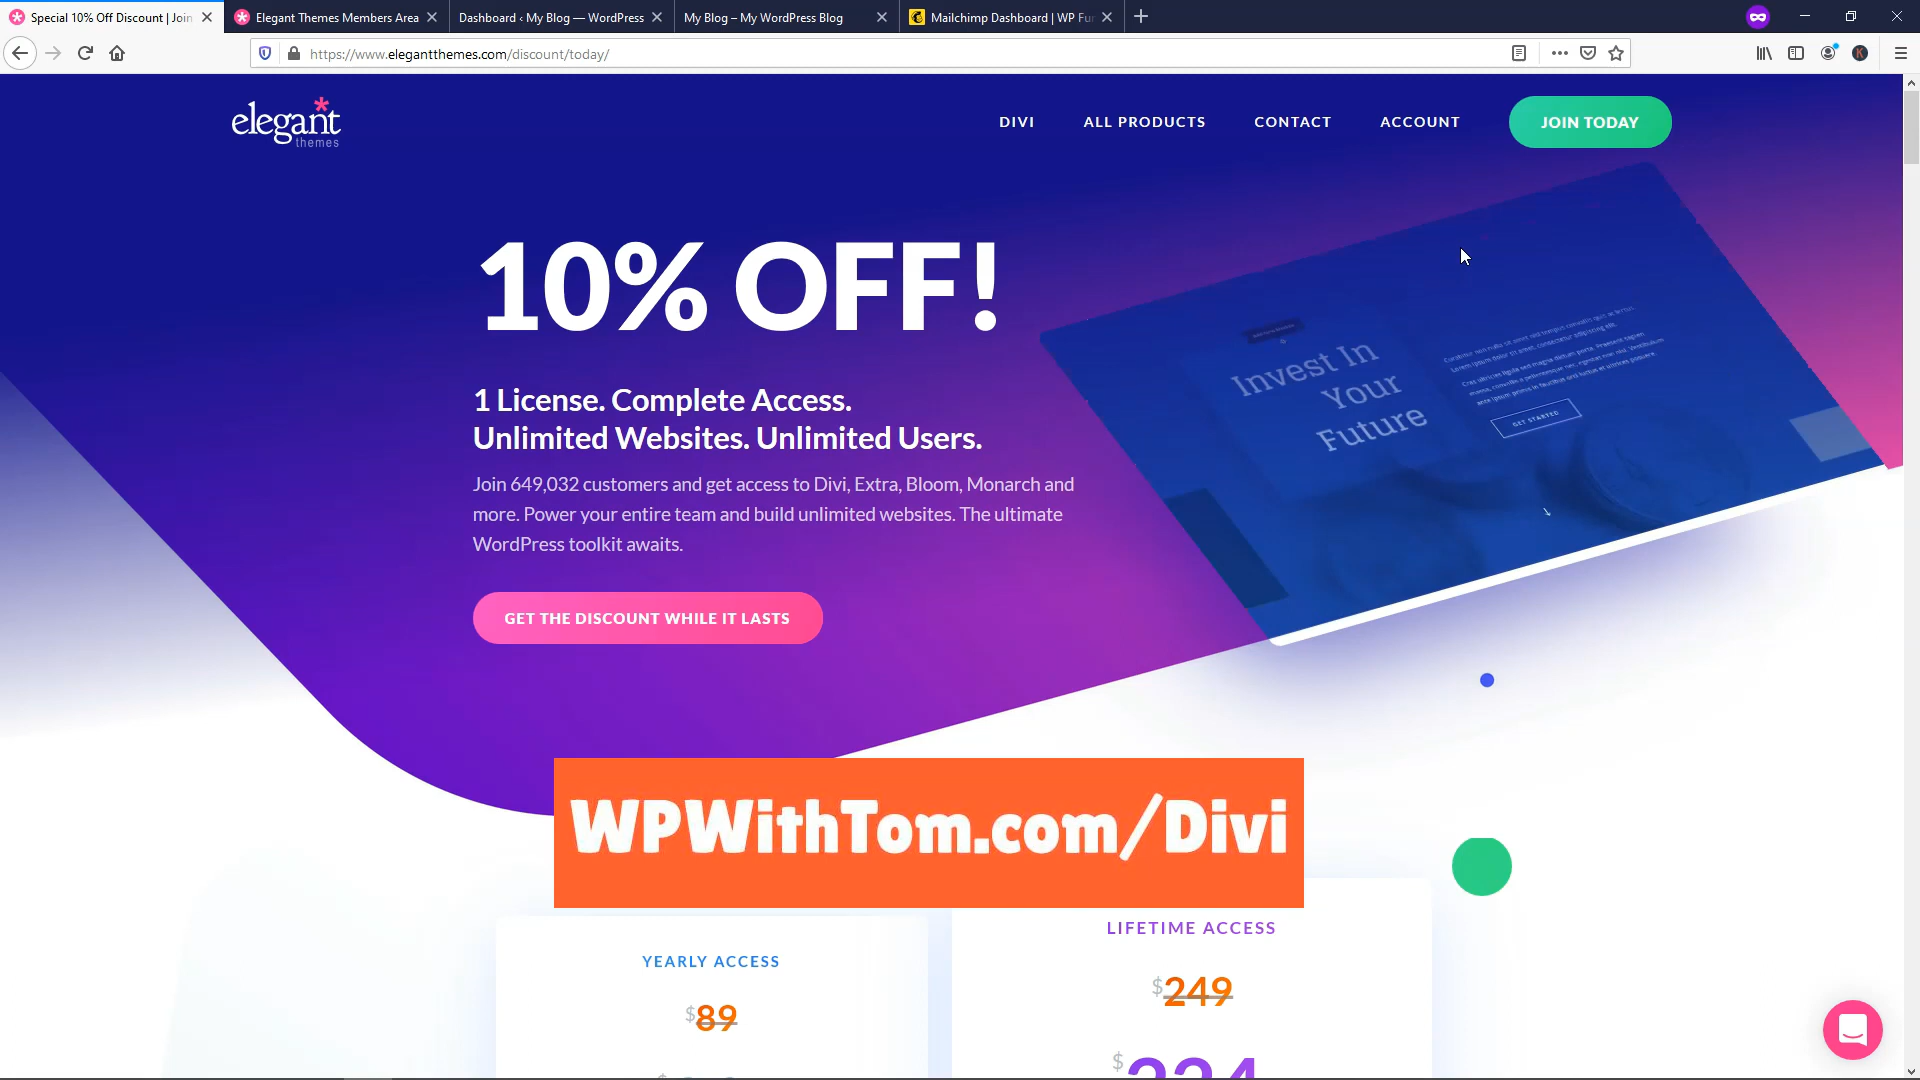 Special 10% Off Discount | Join
Elegant Themes Members Area
Dashboard ‹ My Blog — WordPress
My Blog – My WordPress Blog
Mailchimp Dashboard | WP Fu
https://www.elegantthemes.com/discount/today/
elegant
themes
DIVI
ALL PRODUCTS
CONTACT
ACCOUNT
JOIN TODAY
10% OFF!
1 License. Complete Access.
Unlimited Websites. Unlimited Users.
Join 649,032 customers and get access to Divi, Extra, Bloom, Monarch and
more. Power your entire team and build unlimited websites. The ultimate
WordPress toolkit awaits.
GET THE DISCOUNT WHILE IT LASTS
Invest In
Your
Future
GET STARTED
WPWithTom.com/Divi
YEARLY ACCESS
$89
LIFETIME ACCESS
$249
$224